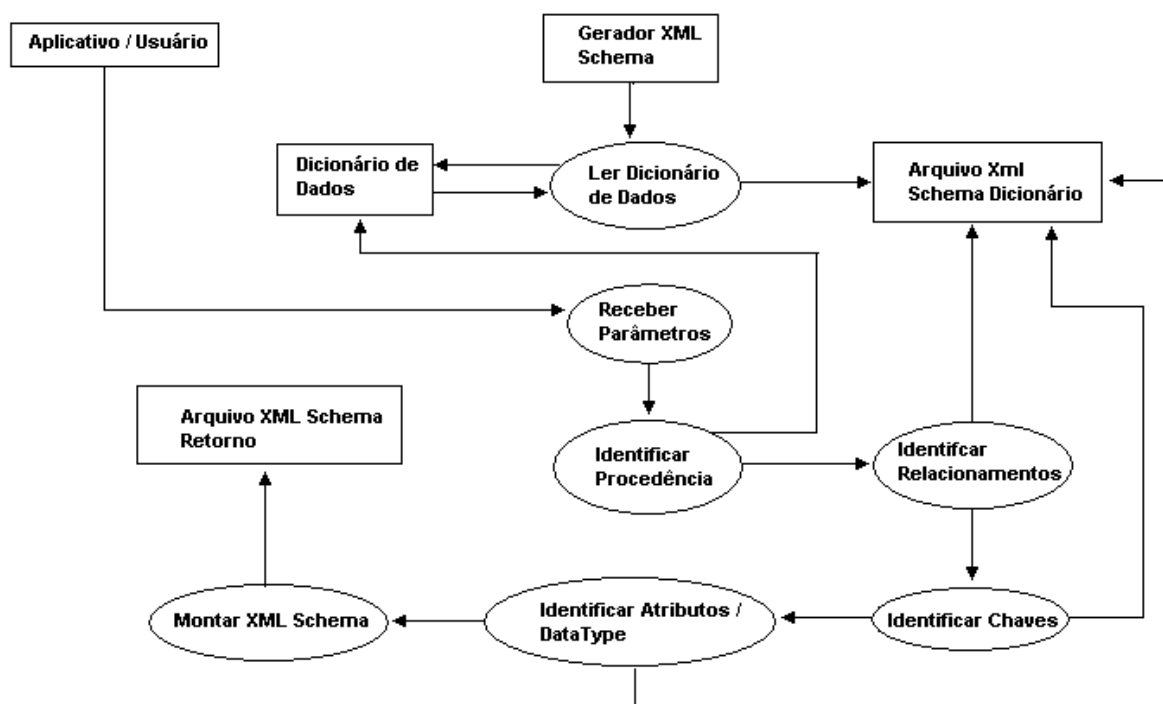 Aplicativo / Usuário
Gerador XML
Schema
Dicionário de
Dados
Ler Dicionário
de Dados
Arquivo Xml
Schema Dicionário
Receber
Parâmetros
Arquivo XML Schema
Retorno
Identificar
Procedência
Identifcar
Relacionamentos
Montar XML Schema
Identificar Atributos /
DataType
Identificar Chaves